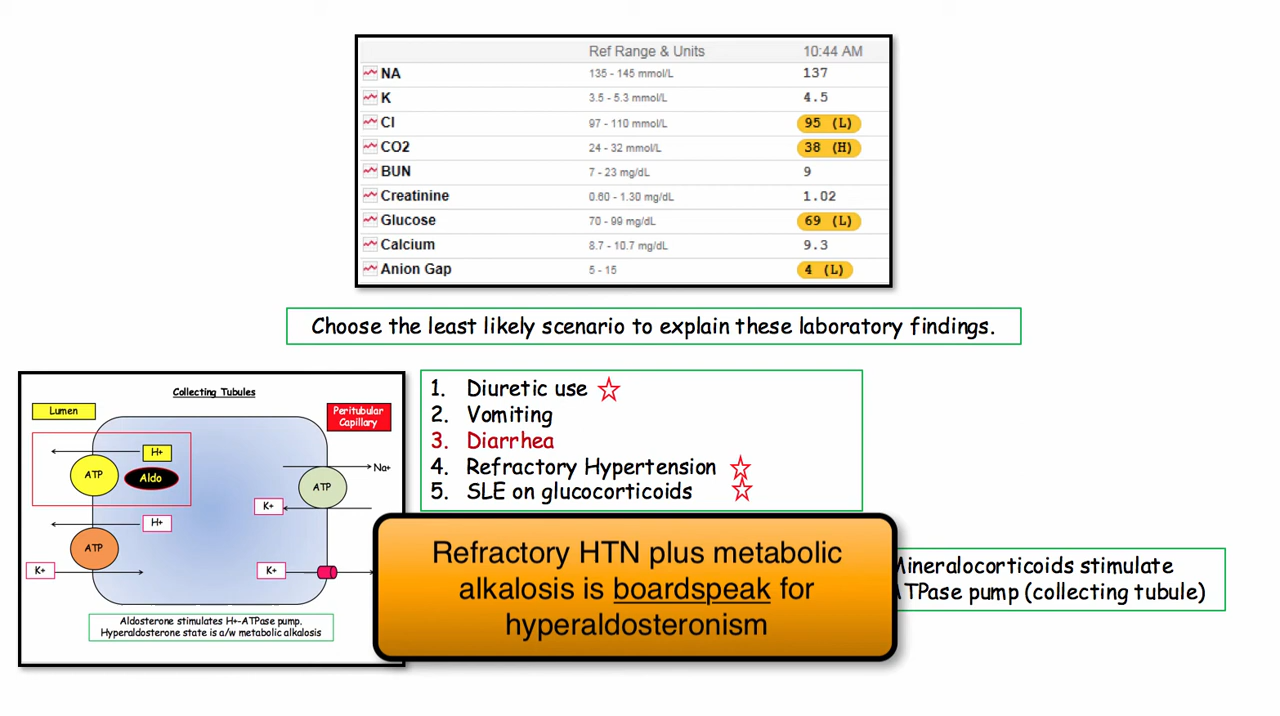 Ref Range & Units 10:44 AM
NA 135 - 145 mmol/L 137
K 3.5 - 5.3 mmol/L 4.5
Cl 97 - 110 mmol/L 95 (L)
CO2 24 - 32 mmol/L 38 (H)
BUN 7 - 23 mg/dL 9
Creatinine 0.60 - 1.30 mg/dL 1.02
Glucose 70 - 99 mg/dL 69 (L)
Calcium 8.7 - 10.7 mg/dL 9.3
Anion Gap 5 - 15 4 (L)
Choose the least likely scenario to explain these laboratory findings.
Collecting Tubules
Lumen
Peritubular
Capillary
H+
ATP
Aldo
Na+
ATP
K+
H+
ATP
K+
K+
Aldosterone stimulates H+-ATPase pump.
Hyperaldosterone state is a/w metabolic alkalosis
1. Diuretic use
2. Vomiting
3. Diarrhea
4. Refractory Hypertension
5. SLE on glucocorticoids
Refractory HTN plus metabolic
alkalosis is boardspeak for
hyperaldosteronism
Mineralocorticoids stimulate
ATPase pump (collecting tubule)